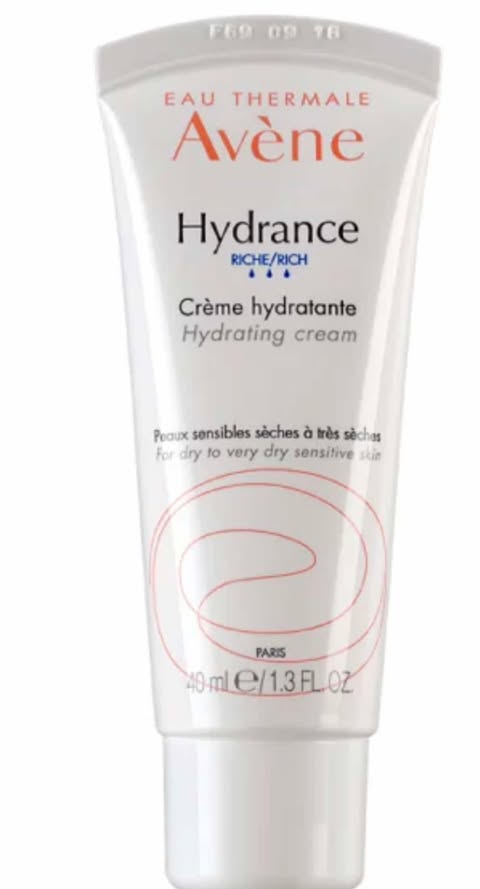 F69 09 16
EAU THERMALE
Avène
Hydrance
RICHE/RICH
Crème hydratante
Hydrating cream
Peaux sensibles sèches à très sèches
For dry to very dry sensitive skin
PARIS
40 ml ℮/1.3 FL. OZ.